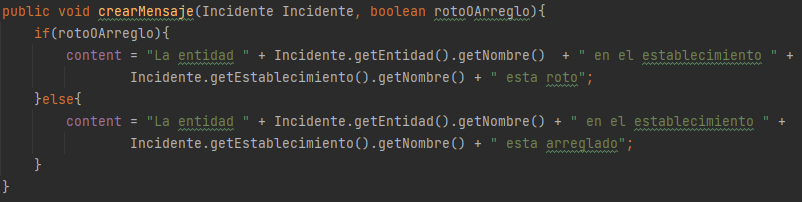 public void crearMensaje(Incidente Incidente, boolean rotoOArreglo){
if(rotoOArreglo){
content = "La entidad " + Incidente.getEntidad().getNombre()  + " en el establecimiento " +
Incidente.getEstablecimiento().getNombre() + " esta roto";
}else{
content = "La entidad " + Incidente.getEntidad().getNombre() + " en el establecimiento " +
Incidente.getEstablecimiento().getNombre() + " esta arreglado";
}
}